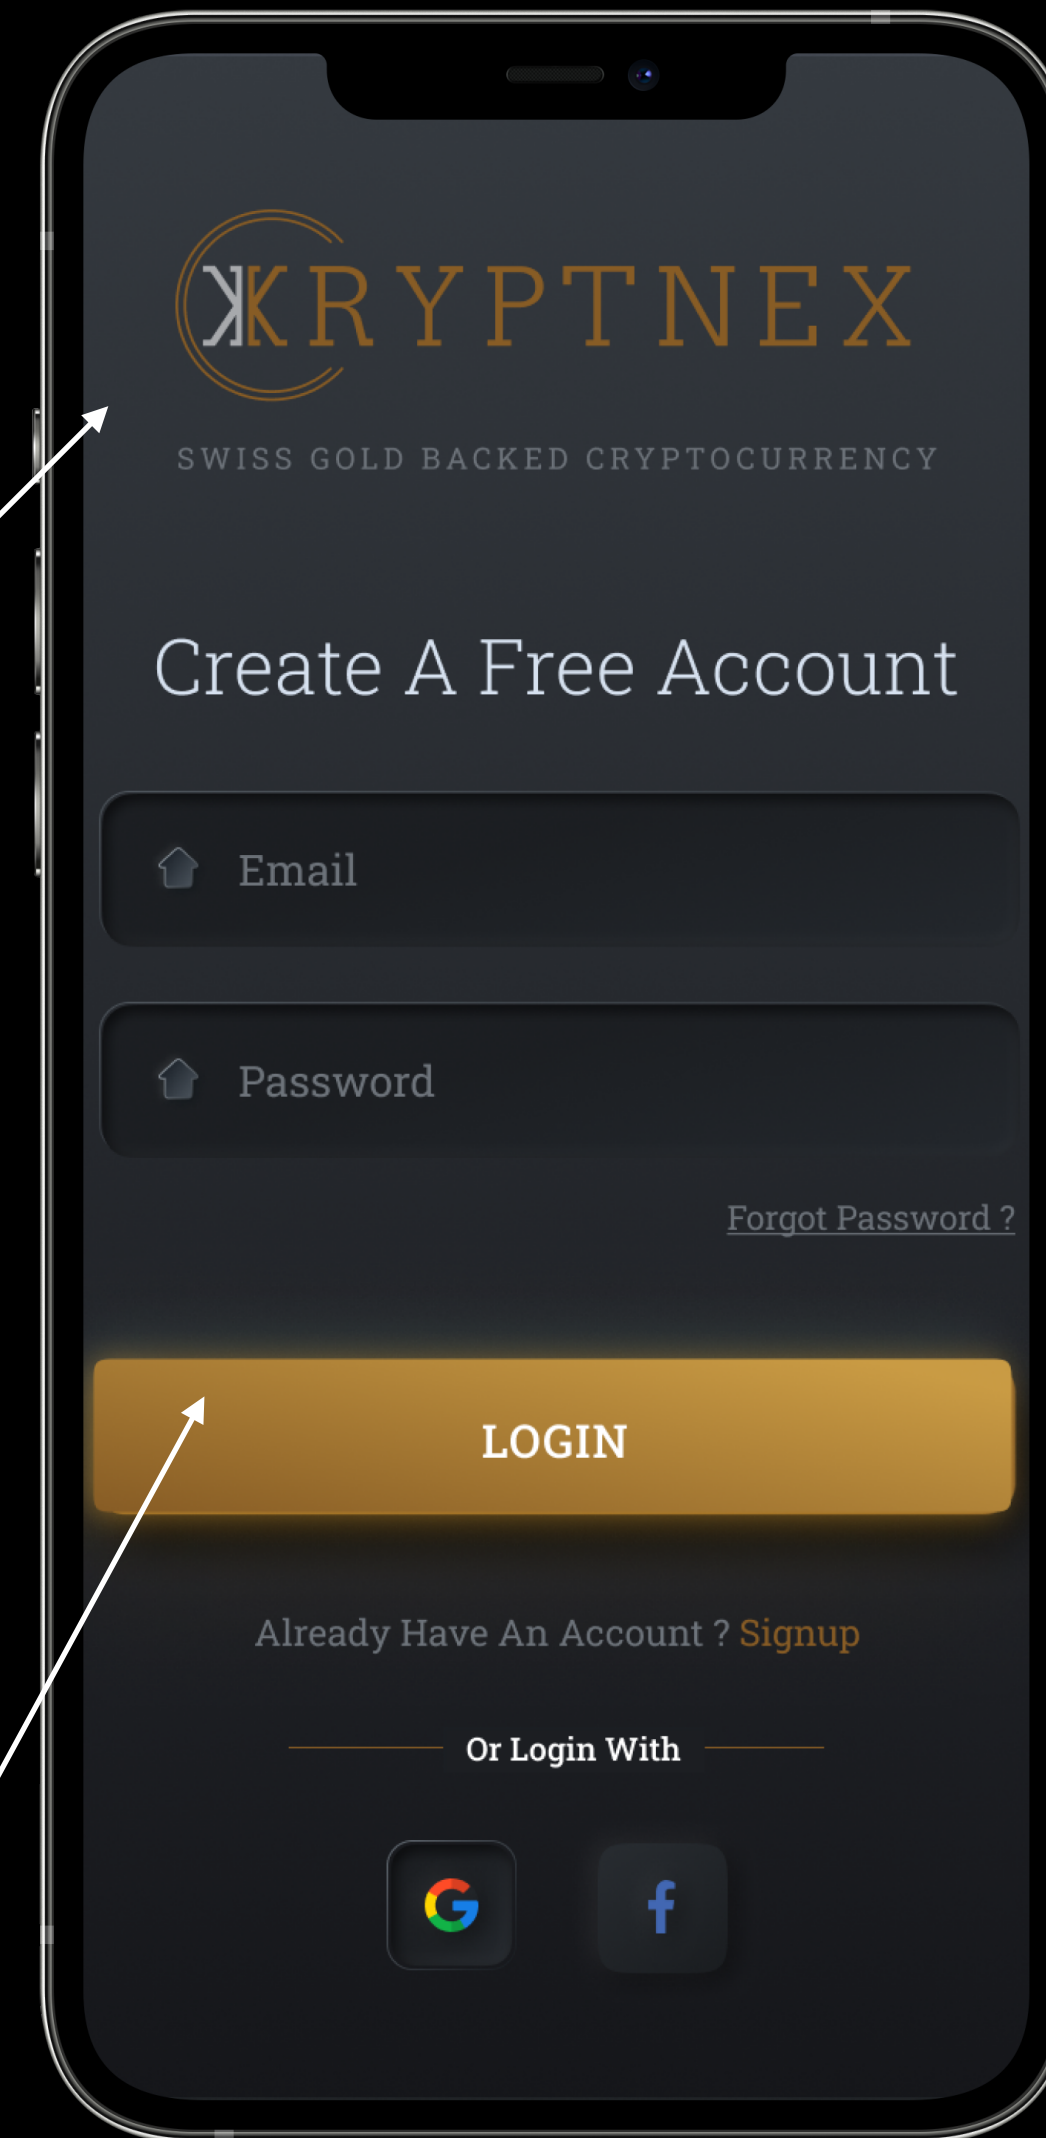 KRYPTNEX
SWISS GOLD BACKED CRYPTOCURRENCY
Create A Free Account
Email
Password
Forgot Password ?
LOGIN
Already Have An Account ? Signup
Or Login With